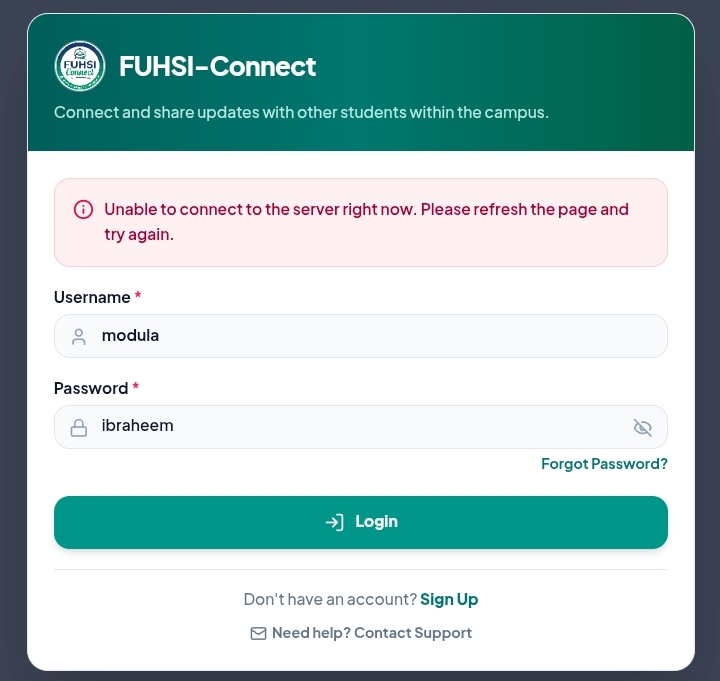 FUHSI
Connect
FUHSI-Connect
Connect and share updates with other students within the campus.
Unable to connect to the server right now. Please refresh the page and
try again.
Username *
modula
Password *
ibraheem
Forgot Password?
Login
Don't have an account? Sign Up
Need help? Contact Support